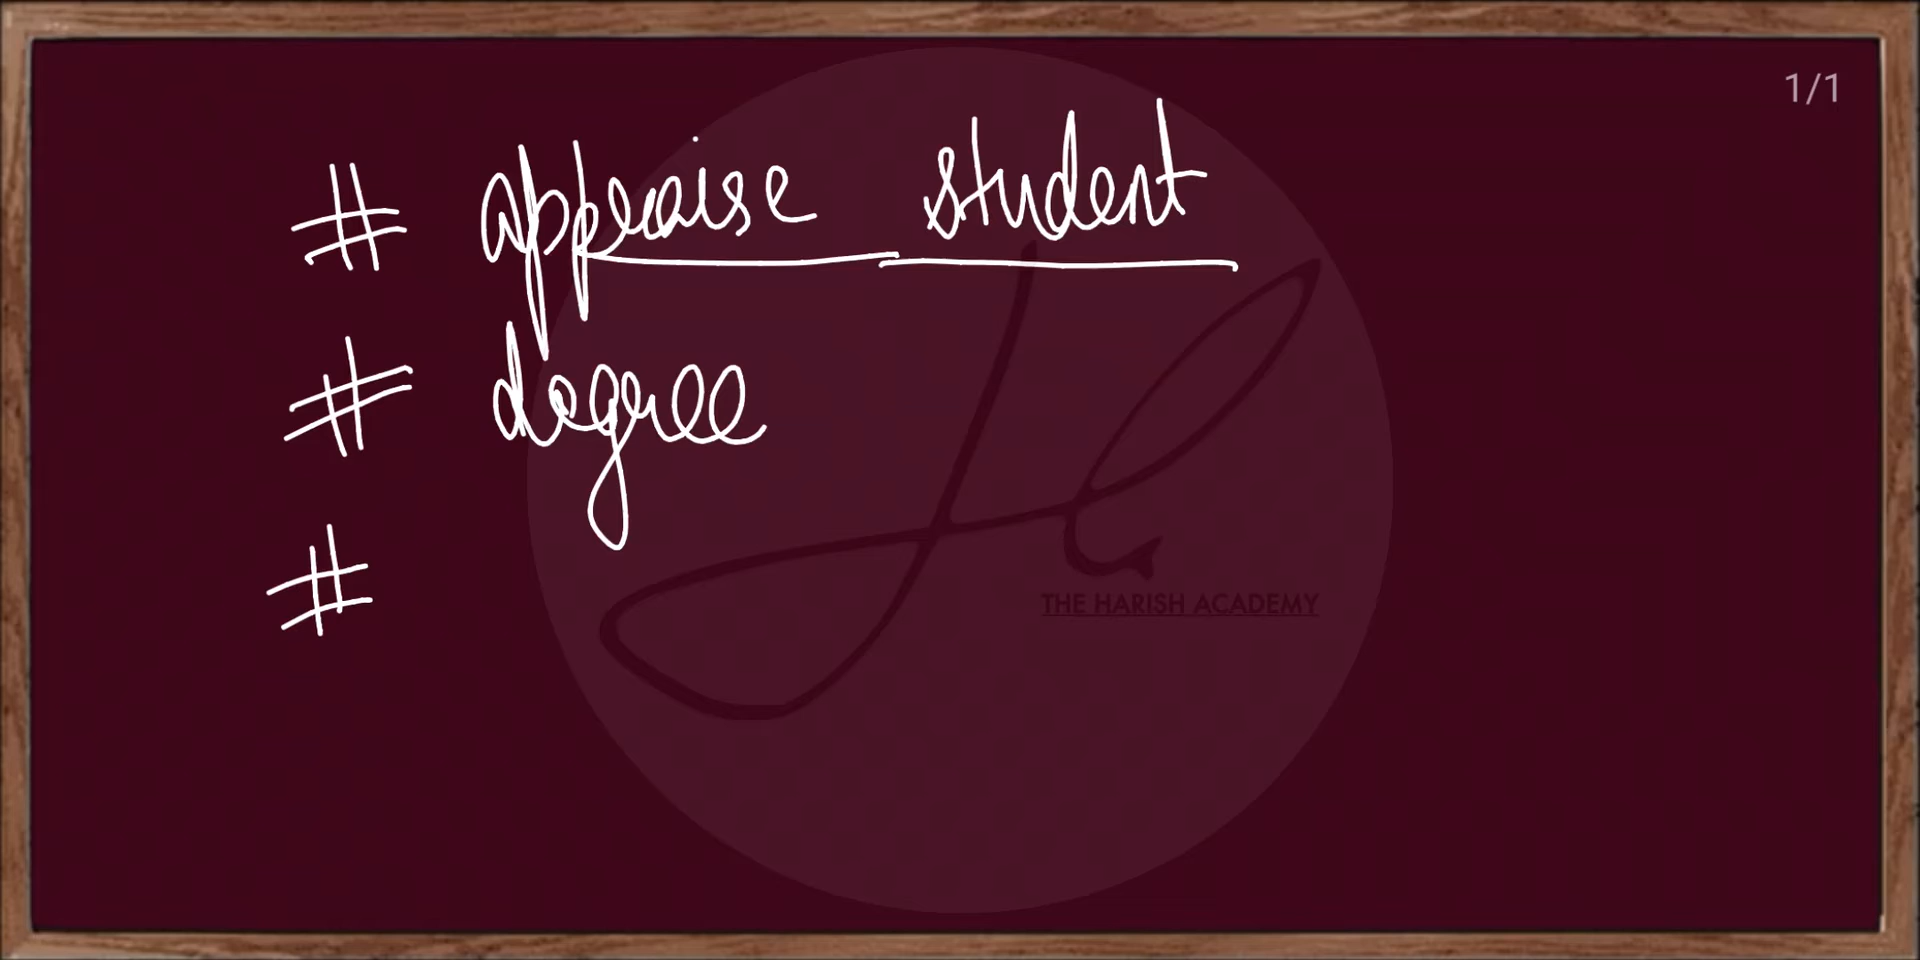 1/1
# appraise student
# degree
#
THE HARISH ACADEMY